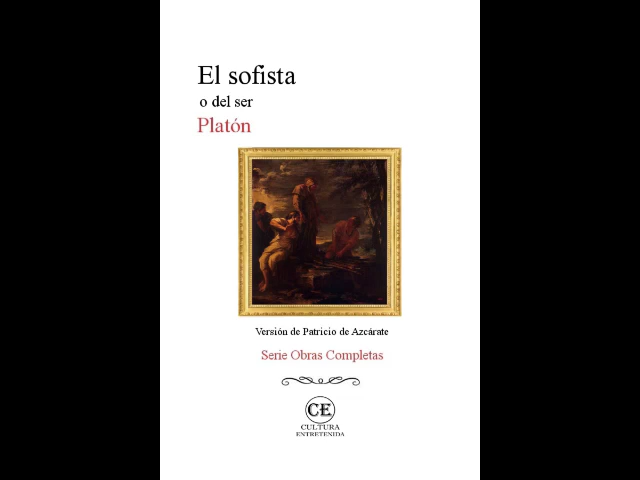 El sofista
o del ser
Platón
Versión de Patricio de Azcárate
Serie Obras Completas
CE
CULTURA
ENTRETENIDA